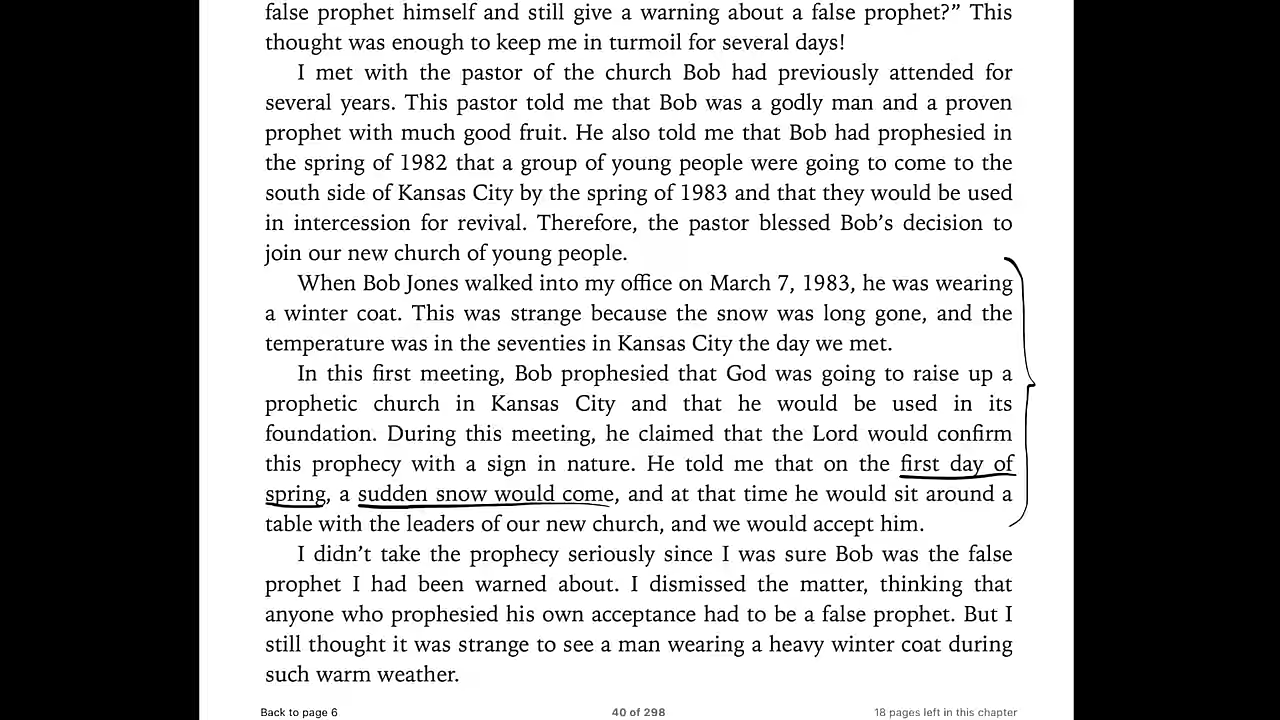 false prophet himself and still give a warning about a false prophet?” This
thought was enough to keep me in turmoil for several days!
I met with the pastor of the church Bob had previously attended for
several years. This pastor told me that Bob was a godly man and a proven
prophet with much good fruit. He also told me that Bob had prophesied in
the spring of 1982 that a group of young people were going to come to the
south side of Kansas City by the spring of 1983 and that they would be used
in intercession for revival. Therefore, the pastor blessed Bob’s decision to
join our new church of young people.
When Bob Jones walked into my office on March 7, 1983, he was wearing
a winter coat. This was strange because the snow was long gone, and the
temperature was in the seventies in Kansas City the day we met.
In this first meeting, Bob prophesied that God was going to raise up a
prophetic church in Kansas City and that he would be used in its
foundation. During this meeting, he claimed that the Lord would confirm
this prophecy with a sign in nature. He told me that on the first day of
spring, a sudden snow would come, and at that time he would sit around a
table with the leaders of our new church, and we would accept him.
I didn’t take the prophecy seriously since I was sure Bob was the false
prophet I had been warned about. I dismissed the matter, thinking that
anyone who prophesied his own acceptance had to be a false prophet. But I
still thought it was strange to see a man wearing a heavy winter coat during
such warm weather.
Back to page 6
40 of 298
18 pages left in this chapter